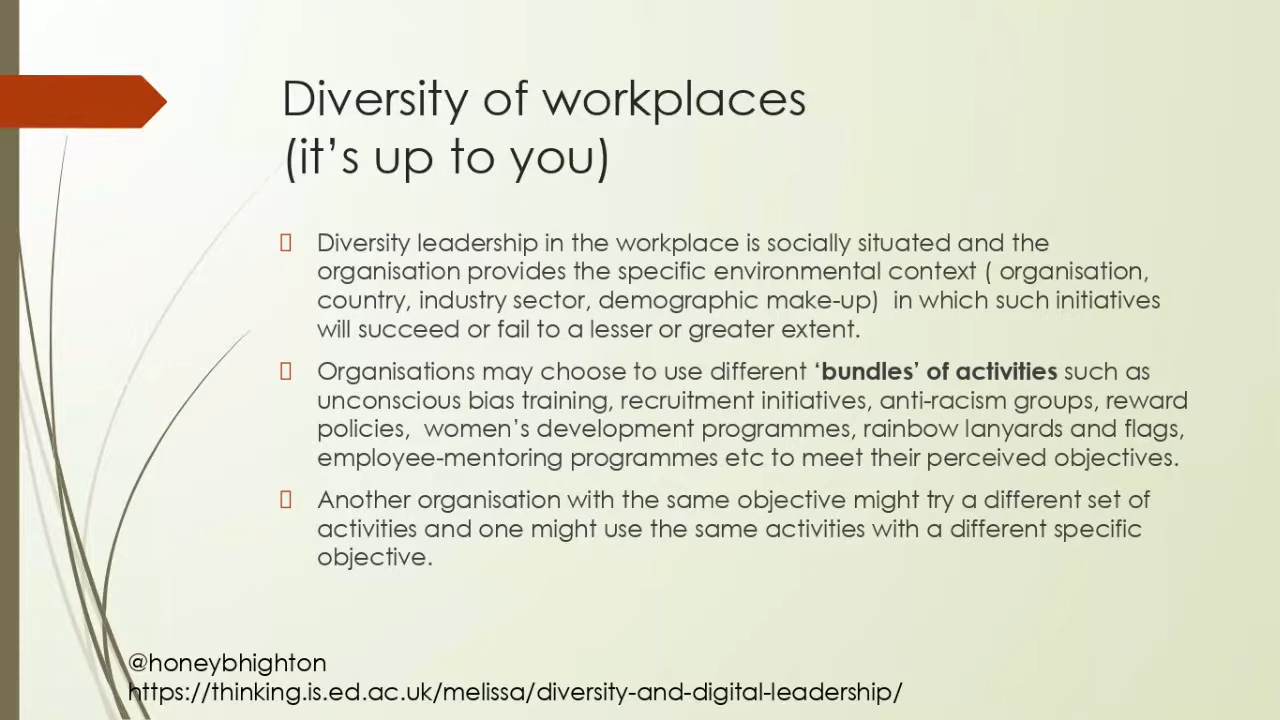 Diversity of workplaces
(it’s up to you)
Diversity leadership in the workplace is socially situated and the
organisation provides the specific environmental context ( organisation,
country, industry sector, demographic make-up)  in which such initiatives
will succeed or fail to a lesser or greater extent.
Organisations may choose to use different ‘bundles’ of activities such as
unconscious bias training, recruitment initiatives, anti-racism groups, reward
policies,  women’s development programmes, rainbow lanyards and flags,
employee-mentoring programmes etc to meet their perceived objectives.
Another organisation with the same objective might try a different set of
activities and one might use the same activities with a different specific
objective.
@honeybhighton
https://thinking.is.ed.ac.uk/melissa/diversity-and-digital-leadership/